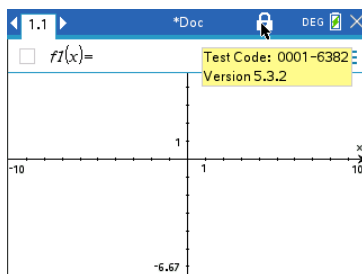 1.1 *Doc DEG
f1(x)=
Test Code: 0001-6382
Version 5.3.2
1
x
-10 1 10
-6.67